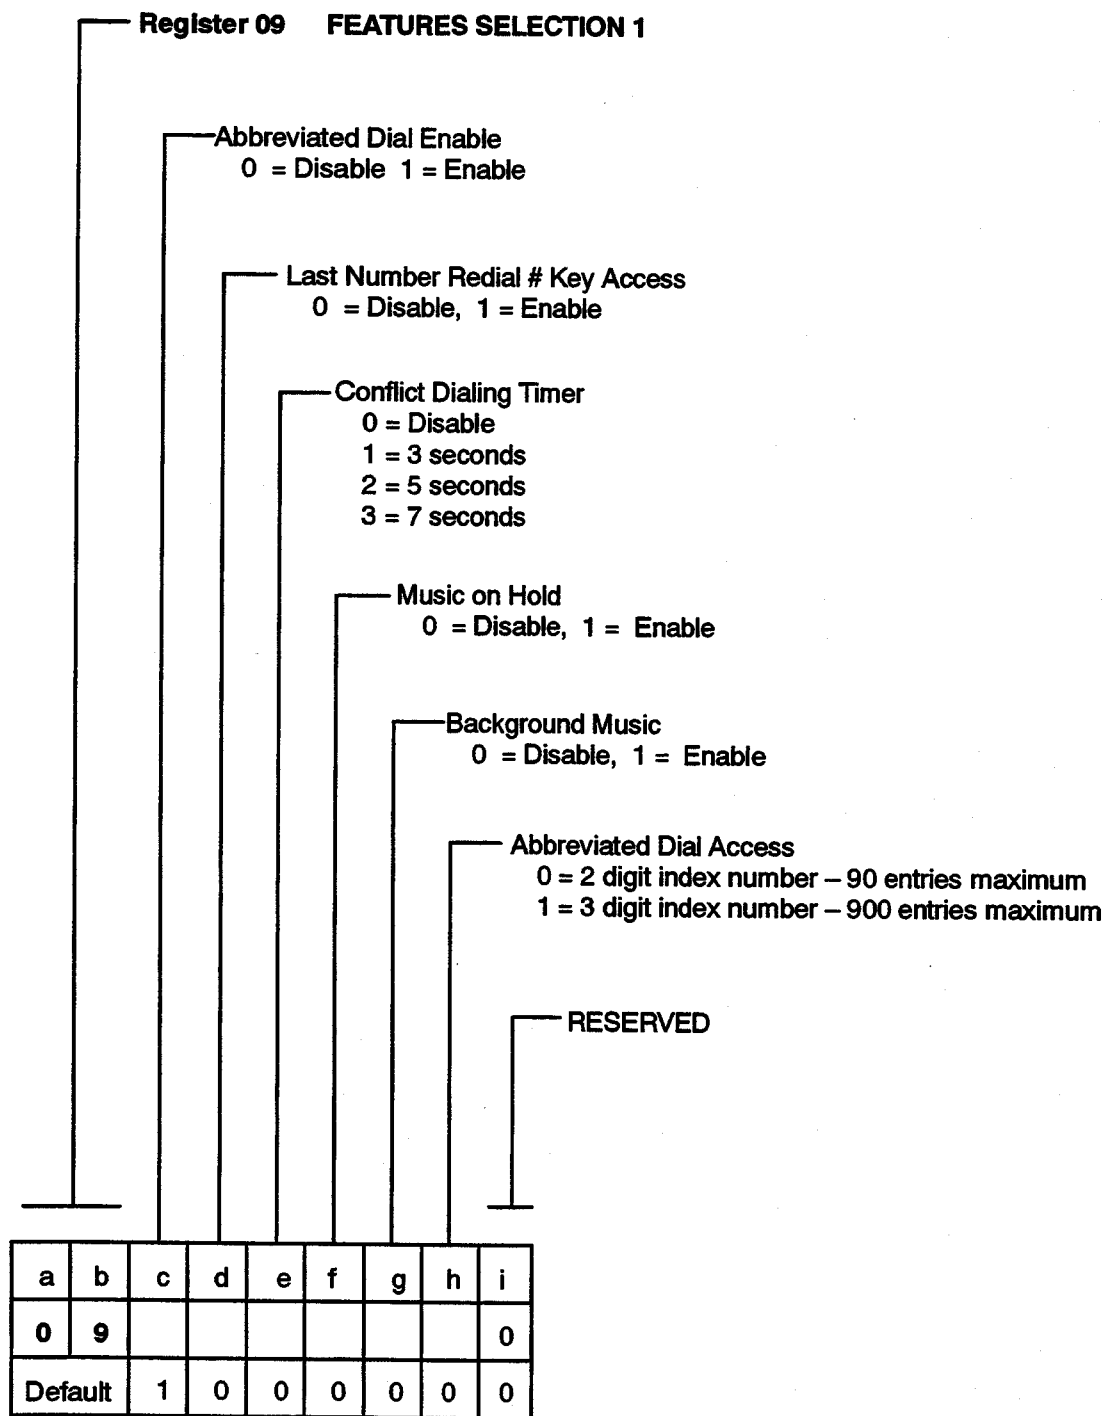 Register 09 FEATURES SELECTION 1
Abbreviated Dial Enable
0 = Disable 1 = Enable
Last Number Redial # Key Access
0 = Disable, 1 = Enable
Conflict Dialing Timer
0 = Disable
1 = 3 seconds
2 = 5 seconds
3 = 7 seconds
Music on Hold
0 = Disable, 1 = Enable
Background Music
0 = Disable, 1 = Enable
Abbreviated Dial Access
0 = 2 digit index number – 90 entries maximum
1 = 3 digit index number – 900 entries maximum
RESERVED
a b c d e f g h i
0 9 0
Default 1 0 0 0 0 0 0